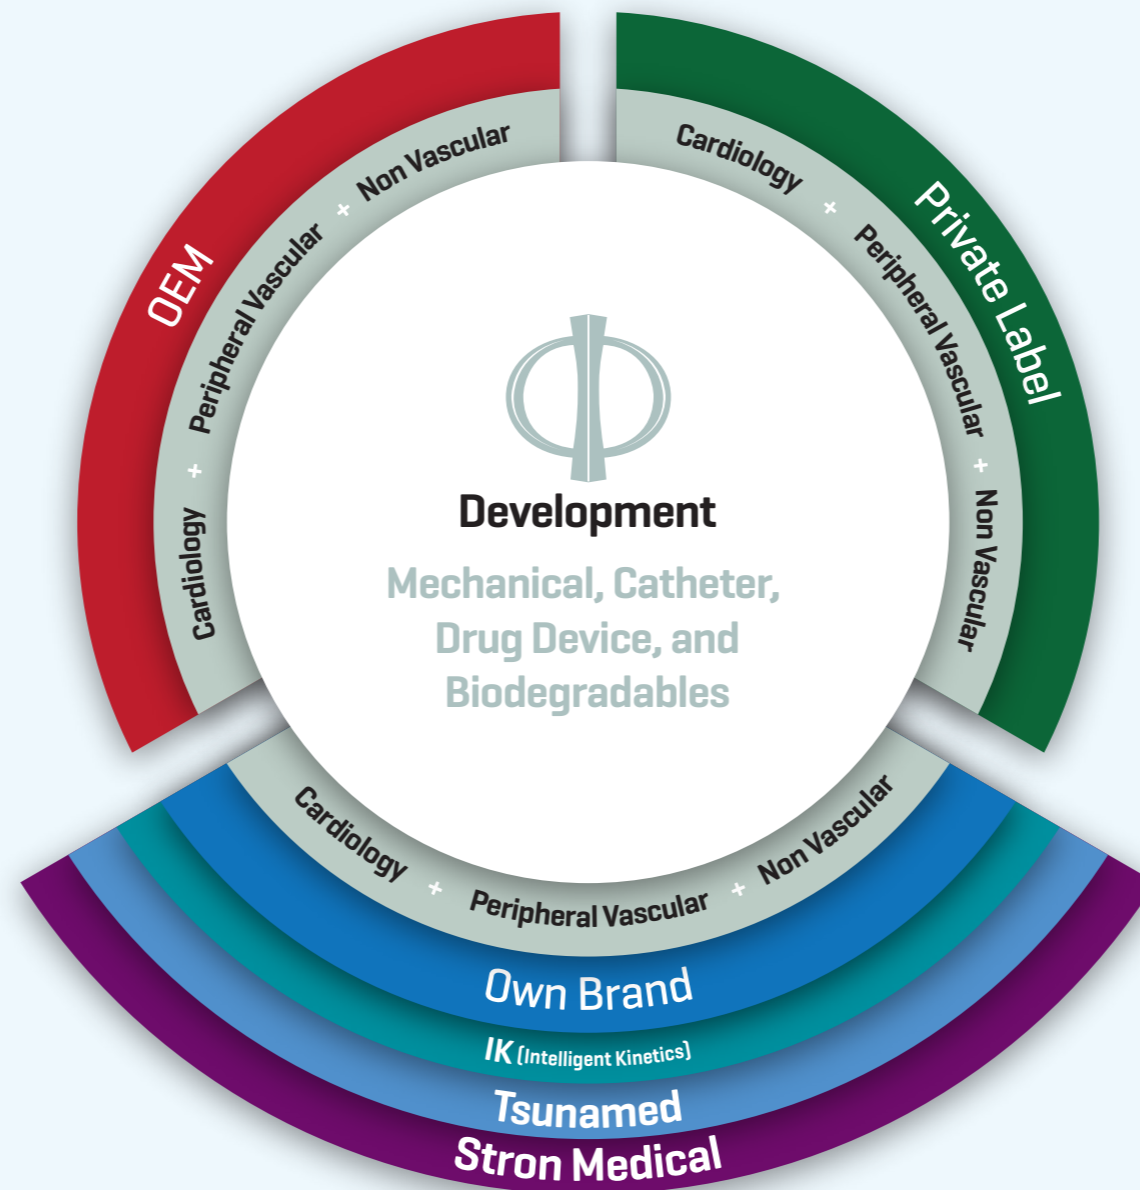 OEM
Cardiology + Peripheral Vascular + Non Vascular
Private Label
Cardiology + Peripheral Vascular + Non Vascular
Development
Mechanical, Catheter,
Drug Device, and
Biodegradables
Cardiology + Peripheral Vascular + Non Vascular
Own Brand
IK (Intelligent Kinetics)
Tsunamed
Stron Medical